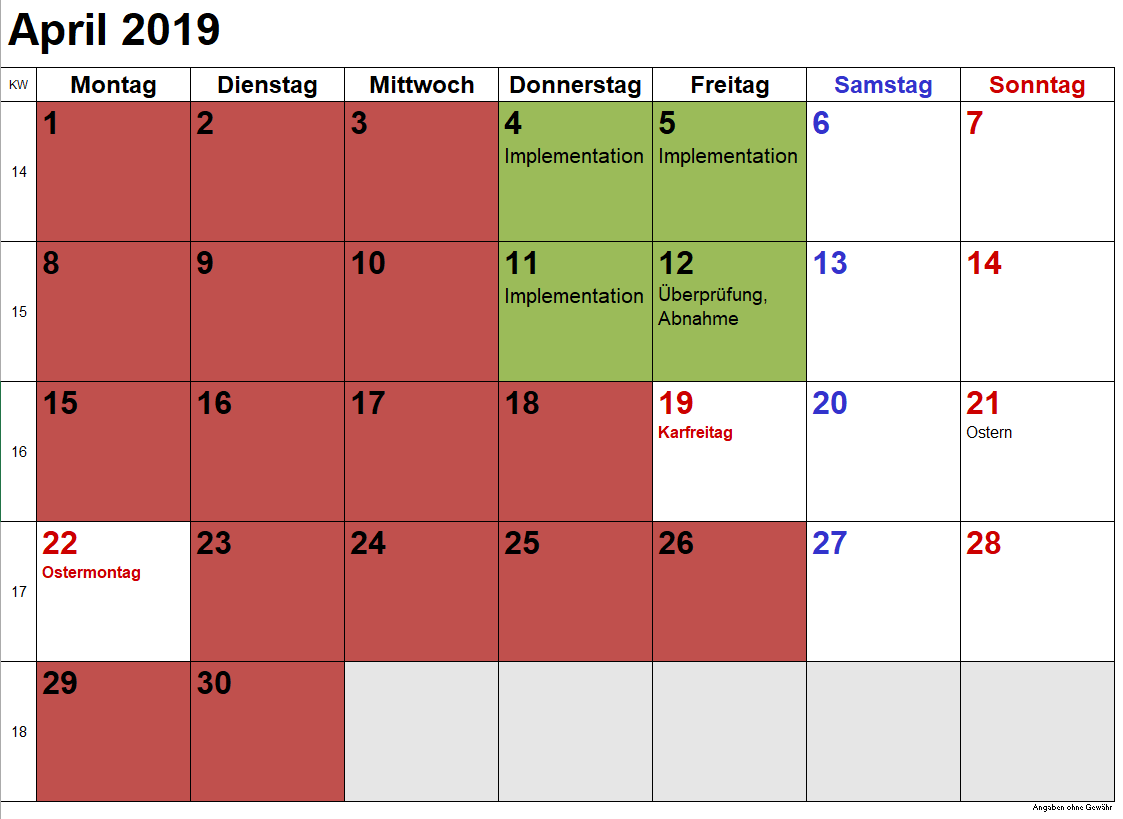 April 2019
KW Montag Dienstag Mittwoch Donnerstag Freitag Samstag Sonntag
14 1 2 3 4 5 6 7
Implementation Implementation
15 8 9 10 11 12 13 14
Implementation Überprüfung,
Abnahme
16 15 16 17 18 19 20 21
Karfreitag Ostern
17 22 23 24 25 26 27 28
Ostermontag
18 29 30
Angaben ohne Gewähr